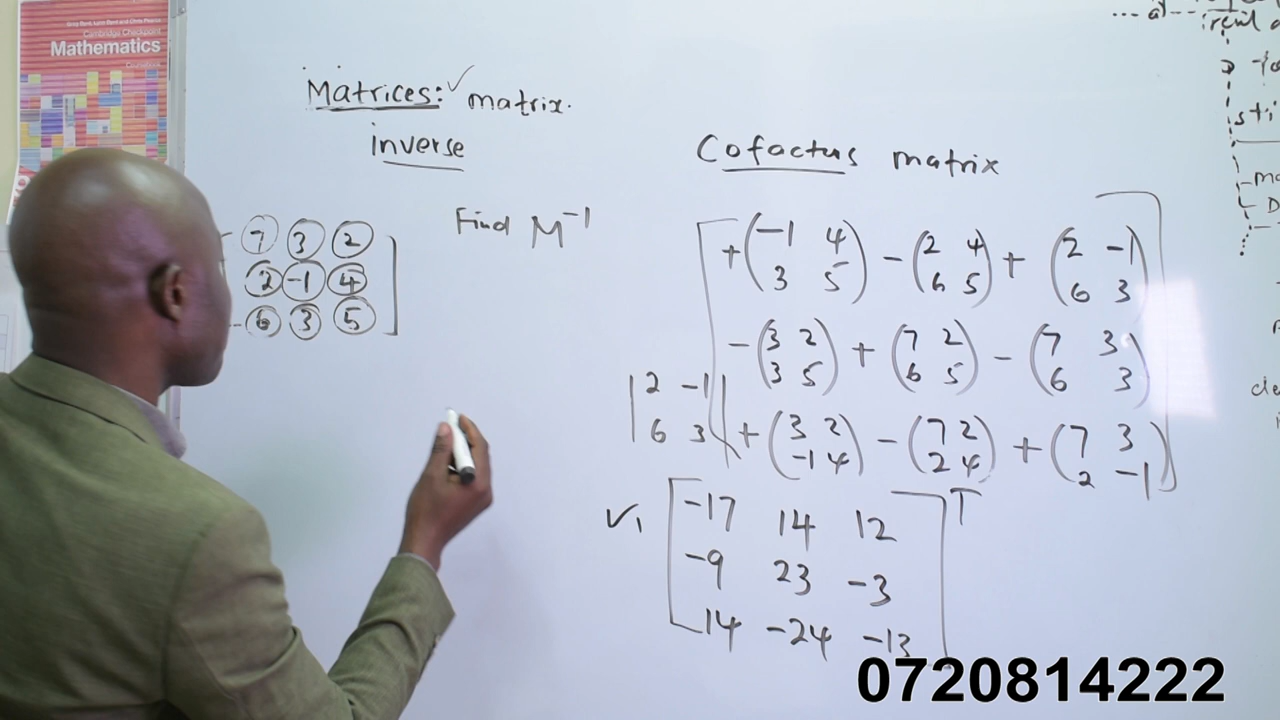 Cambridge Checkpoint
Mathematics
Matrices: ✓ matrix.
inverse
7 3 2
2 -1 4
6 3 5
Find M⁻¹
Cofactus matrix
+(-1 4) -(2 4) + (2 -1)
3 5 6 5 6 3
-(3 2) + (7 2) - (7 3)
3 5 6 5 6 3
|2 -1|
6 3
+(3 2) -(7 2) + (7 3)
-1 4 2 4 2 -1
-17 14 12 T
-9 23 -3
14 -24 -13
0720814222